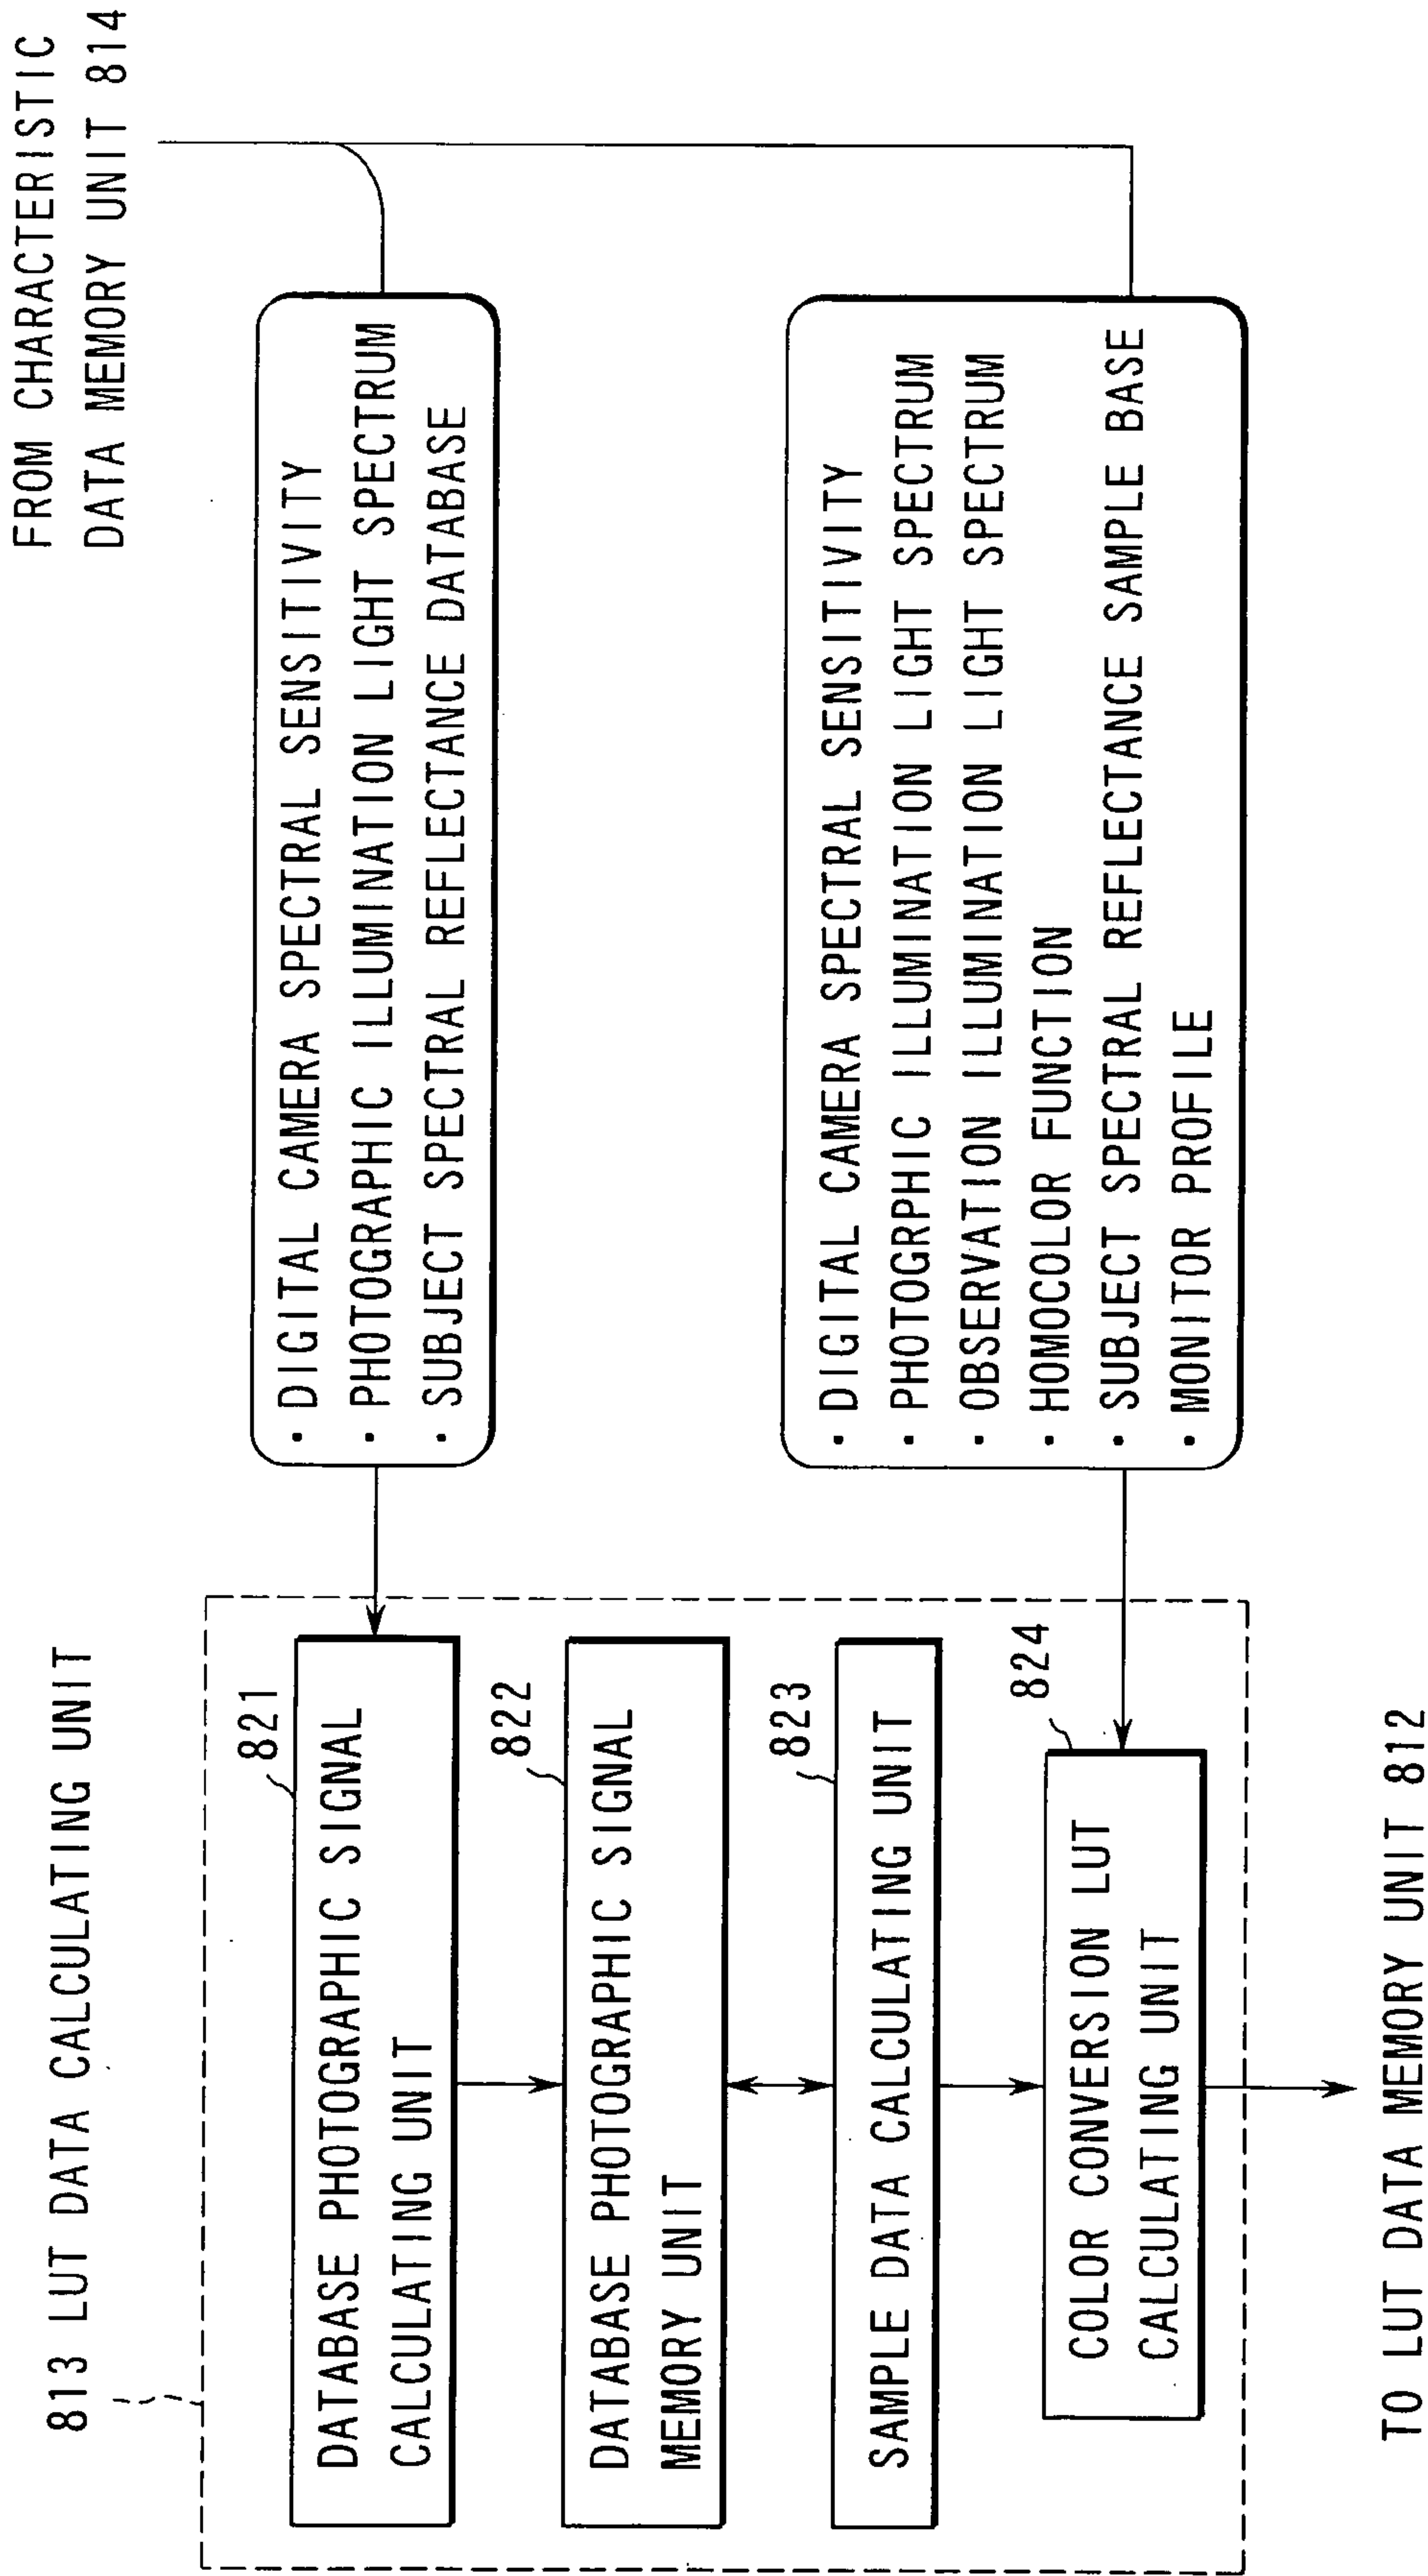 FROM CHARACTERISTIC
DATA MEMORY UNIT 814
813 LUT DATA CALCULATING UNIT
821
DATABASE PHOTOGRAPHIC SIGNAL
CALCULATING UNIT
• DIGITAL CAMERA SPECTRAL SENSITIVITY
• PHOTOGRAPHIC ILLUMINATION LIGHT SPECTRUM
• SUBJECT SPECTRAL REFLECTANCE DATABASE
822
DATABASE PHOTOGRAPHIC SIGNAL
MEMORY UNIT
823
SAMPLE DATA CALCULATING UNIT
824
COLOR CONVERSION LUT
CALCULATING UNIT
• DIGITAL CAMERA SPECTRAL SENSITIVITY
• PHOTOGRPHIC ILLUMINATION LIGHT SPECTRUM
• OBSERVATION ILLUMINATION LIGHT SPECTRUM
• HOMOCOLOR FUNCTION
• SUBJECT SPECTRAL REFLECTANCE SAMPLE BASE
• MONITOR PROFILE
TO LUT DATA MEMORY UNIT 812